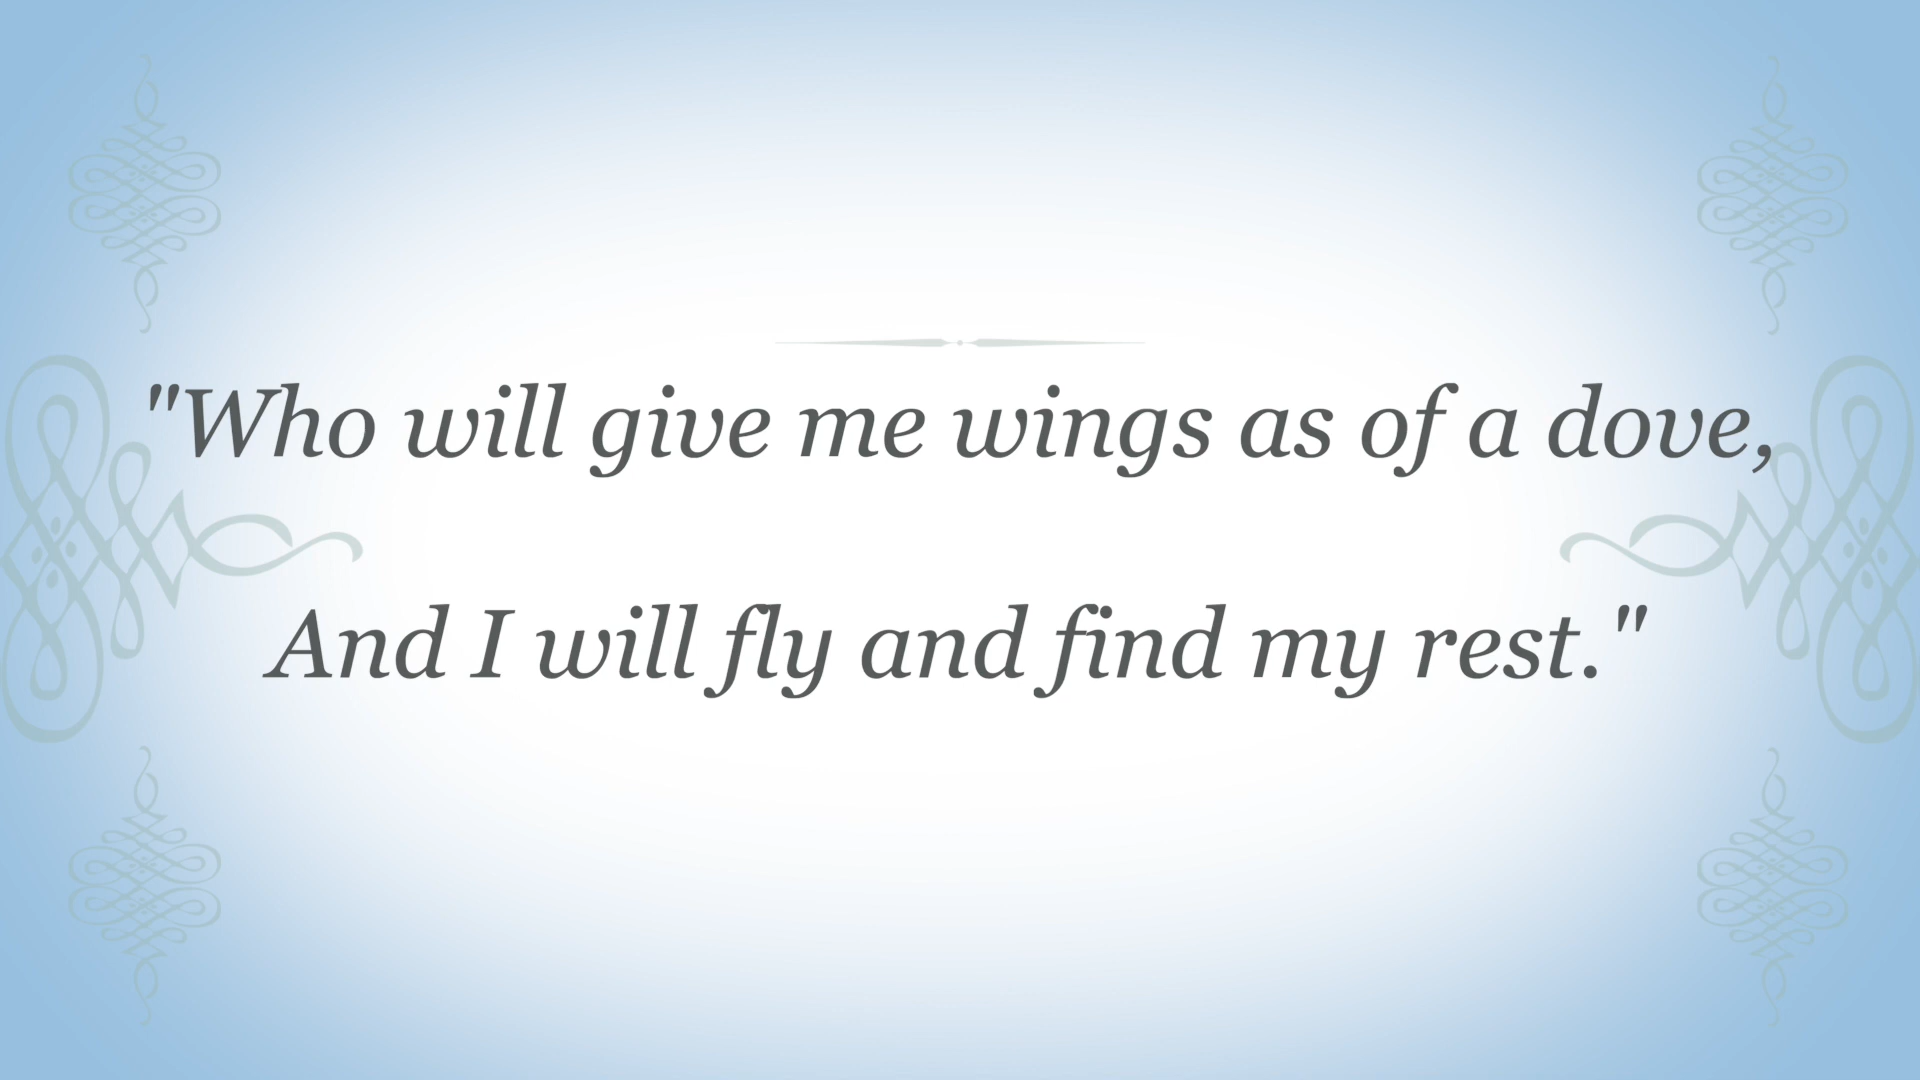 "Who will give me wings as of a dove,
And I will fly and find my rest."